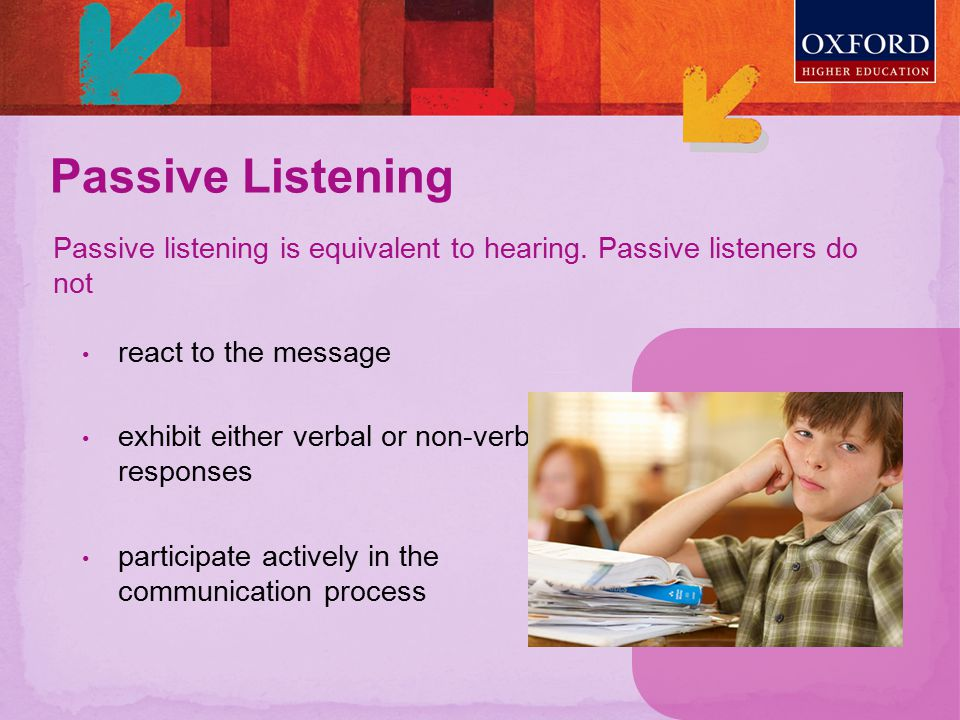 OXFORD
HIGHER EDUCATION
Passive Listening
Passive listening is equivalent to hearing. Passive listeners do
not
• react to the message
• exhibit either verbal or non-verb
responses
• participate actively in the
communication process